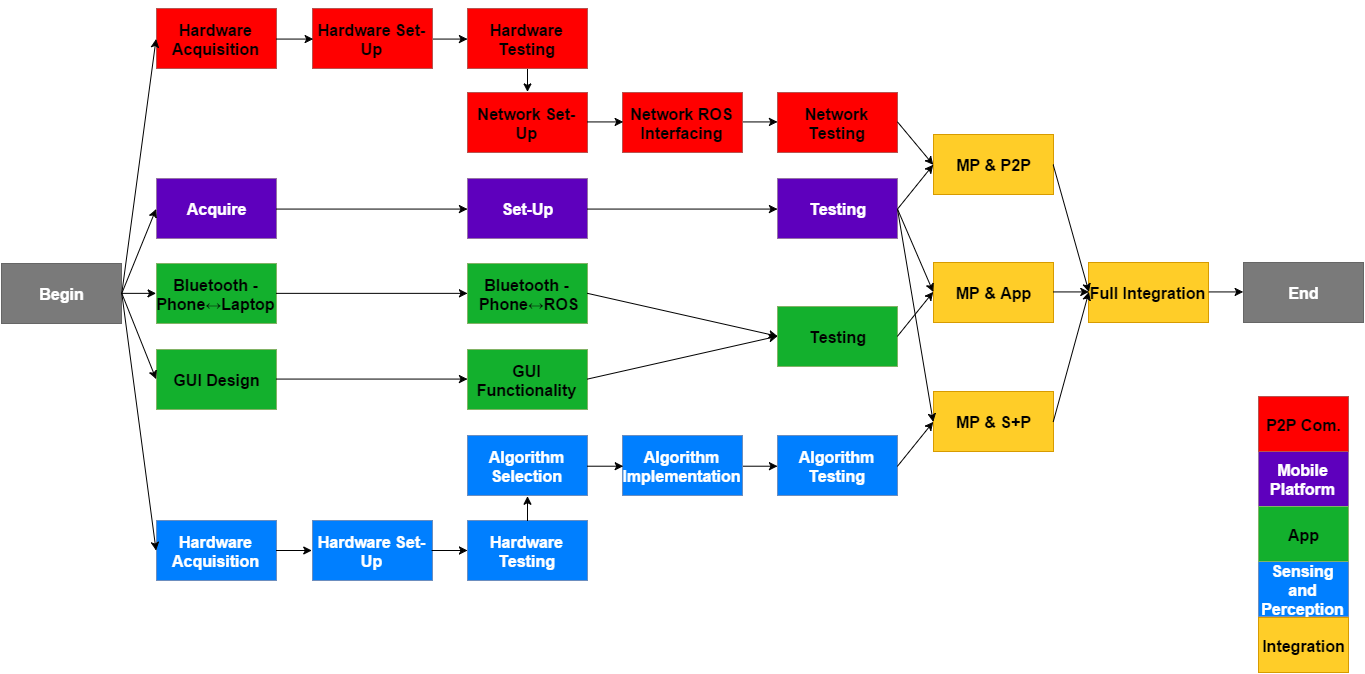 Hardware
Acquisition
Hardware Set-
Up
Hardware
Testing
Network Set-
Up
Network ROS
Interfacing
Network
Testing
MP & P2P
Acquire
Set-Up
Testing
Begin
Bluetooth -
Phone↔Laptop
Bluetooth -
Phone↔ROS
MP & App
Full Integration
End
Testing
GUI Design
GUI
Functionality
MP & S+P
Algorithm
Selection
Algorithm
Implementation
Algorithm
Testing
Hardware
Acquisition
Hardware Set-
Up
Hardware
Testing
P2P Com.
Mobile
Platform
App
Sensing
and
Perception
Integration